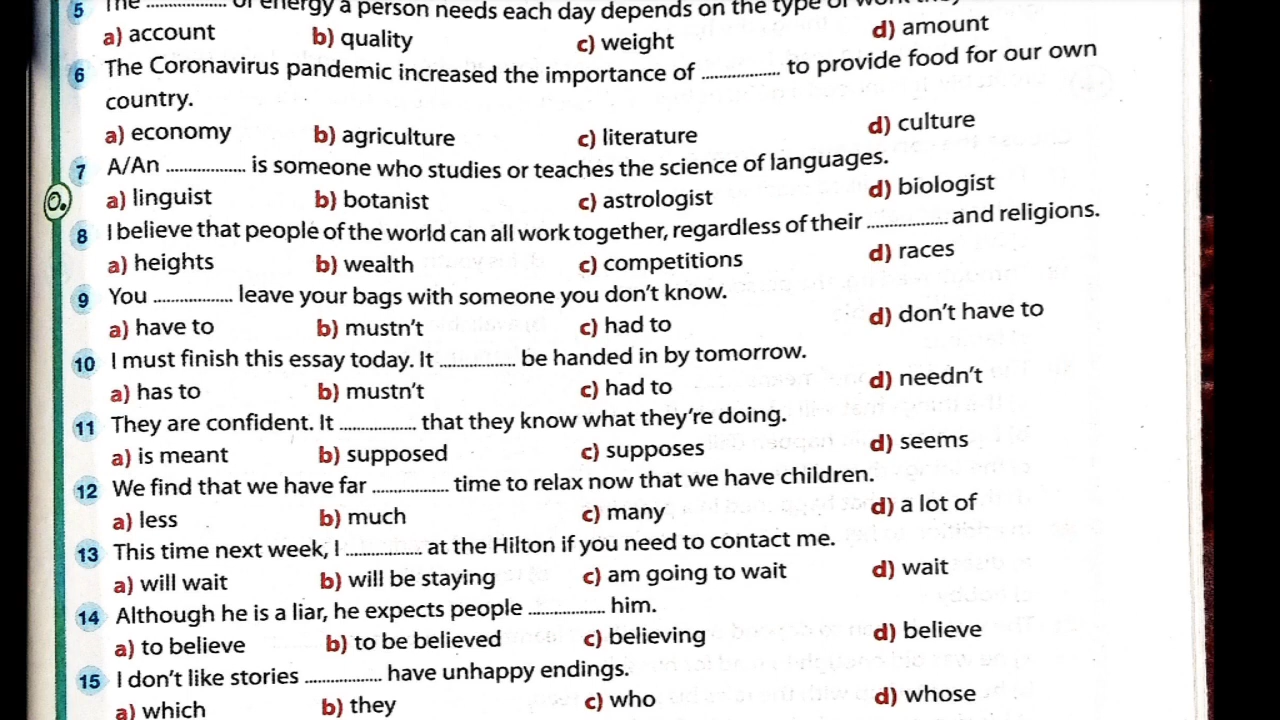 5 The .................. of energy a person needs each day depends on the type of work
a) account b) quality c) weight d) amount
6 The Coronavirus pandemic increased the importance of .................. to provide food for our own
country.
a) economy b) agriculture c) literature d) culture
7 A/An .................. is someone who studies or teaches the science of languages.
a) linguist b) botanist c) astrologist d) biologist
8 I believe that people of the world can all work together, regardless of their .................. and religions.
a) heights b) wealth c) competitions d) races
9 You .................. leave your bags with someone you don't know.
a) have to b) mustn't c) had to d) don't have to
10 I must finish this essay today. It .................. be handed in by tomorrow.
a) has to b) mustn't c) had to d) needn't
11 They are confident. It .................. that they know what they're doing.
a) is meant b) supposed c) supposes d) seems
12 We find that we have far .................. time to relax now that we have children.
a) less b) much c) many d) a lot of
13 This time next week, I .................. at the Hilton if you need to contact me.
a) will wait b) will be staying c) am going to wait d) wait
14 Although he is a liar, he expects people .................. him.
a) to believe b) to be believed c) believing d) believe
15 I don't like stories .................. have unhappy endings.
a) which b) they c) who d) whose